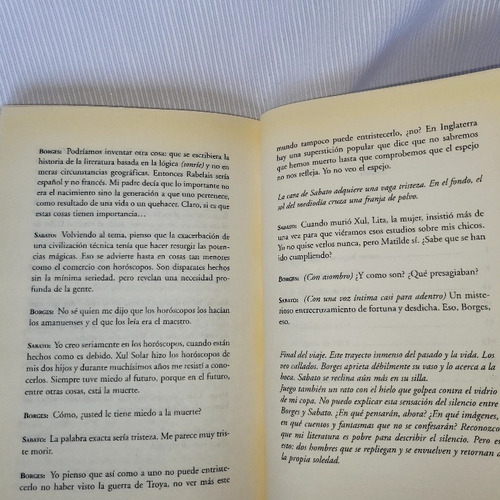 BORGES: Podríamos inventar otra cosa: que se escribiera la
historia de la literatura basada en la lógica (sonríe) y no en
meras circunstancias geográficas. Entonces Rabelais sería
español y no francés. Mi padre decía que lo importante no
era el nacimiento sino la generación a que uno pertenece,
como resultado de una vida o un quehacer. Claro, si es que
estas cosas tienen importancia…
SABATO: Volviendo al tema, pienso que la exacerbación de
una civilización técnica tenía que hacer resurgir las poten-
cias mágicas. Eso se advierte hasta en cosas tan menores
como el comercio con horóscopos. Son disparates hechos
sin la mínima seriedad, pero revelan una necesidad profun-
da de la gente.
BORGES: No sé quien me dijo que los horóscopos los hacían
los amanuenses y el que los leía era el maestro.
SABATO: Yo creo seriamente en los horóscopos, cuando están
hechos como es debido. Xul Solar hizo los horóscopos de
mis dos hijos y durante muchísimos años me resistí a cono-
cerlos. Siempre tuve miedo al futuro, porque en el futuro,
entre otras cosas, está la muerte.
BORGES: Cómo, ¿usted le tiene miedo a la muerte?
SABATO: La palabra exacta sería tristeza. Me parece muy tris-
te morir.
BORGES: Yo pienso que así como a uno no puede entriste-
cerlo no haber visto la guerra de Troya, no ver más este
mundo tampoco puede entristecerlo, ¿no? En Inglaterra
hay una superstición popular que dice que no sabremos
que hemos muerto hasta que comprobemos que el espejo
no nos refleja. Yo no veo el espejo.
La cara de Sabato adquiere una vaga tristeza. En el fondo, el
sol del mediodía cruza una franja de polvo.
SABATO: Cuando murió Xul, Lita, la mujer, insistió más de
una vez para que viéramos esos estudios sobre mis chicos.
Yo no quise verlos nunca, pero Matilde sí. ¿Sabe que se han
ido cumpliendo?
BORGES: (Con asombro) ¿Y como son? ¿Qué presagiaban?
SABATO: (Con una voz íntima casi para adentro) Un miste-
rioso entrecruzamiento de fortuna y desdicha. Eso, Borges,
eso.
Final del viaje. Este trayecto inmenso del pasado y la vida. Los
veo callados. Borges aprieta débilmente su vaso y lo acerca a la
boca. Sabato se reclina aún más en su silla.
Juego también un rato con el hielo que golpea contra el vidrio
de mi copa. No puedo explicar esta sensación del silencio entre
Borges y Sabato. ¿En qué pensarán, ahora? ¿En qué imágenes,
en qué cuentos y fantasmas que no se confesarán? Reconozco
que mi literatura es pobre para describir el silencio. Pero es
esto: dos hombres que se repliegan y se envuelven y retornan a
la propia soledad.